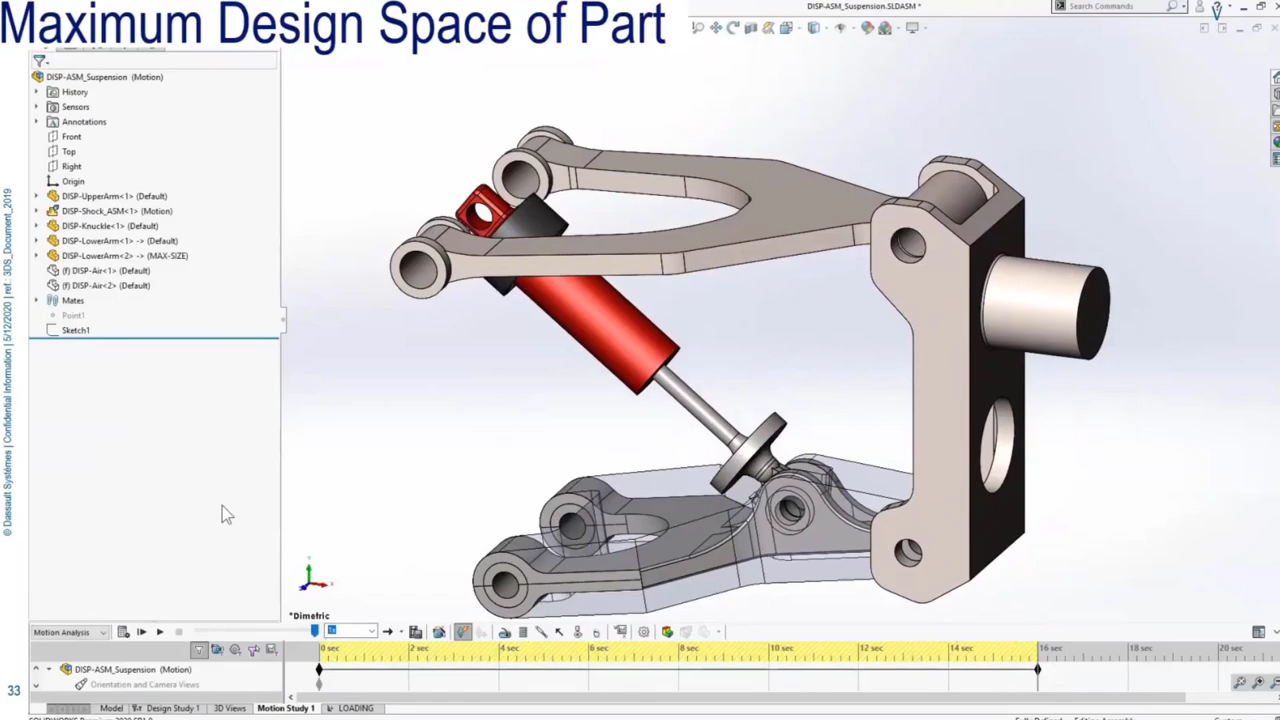 Maximum Design Space of Part
DISP-ASM_Suspension.SLDASM *
Search Commands
DISP-ASM_Suspension (Motion)
History
Sensors
Annotations
Front
Top
Right
Origin
DISP-UpperArm<1> (Default)
DISP-Shock_ASM<1> (Motion)
DISP-Knuckle<1> (Default)
DISP-LowerArm<1> -> (Default)
DISP-LowerArm<2> -> (MAX-SIZE)
(f) DISP-Air<1> (Default)
(f) DISP-Air<2> (Default)
Mates
Point1
Sketch1
© Dassault Systèmes | Confidential Information | 5/12/2020 | ref.: 3DS_Document_2019
33
*Dimetric
Motion Analysis
0 sec 2 sec 4 sec 6 sec 8 sec 10 sec 12 sec 14 sec 16 sec 18 sec 20 sec
DISP-ASM_Suspension (Motion)
Orientation and Camera Views
Model Design Study 1 3D Views Motion Study 1 LOADING